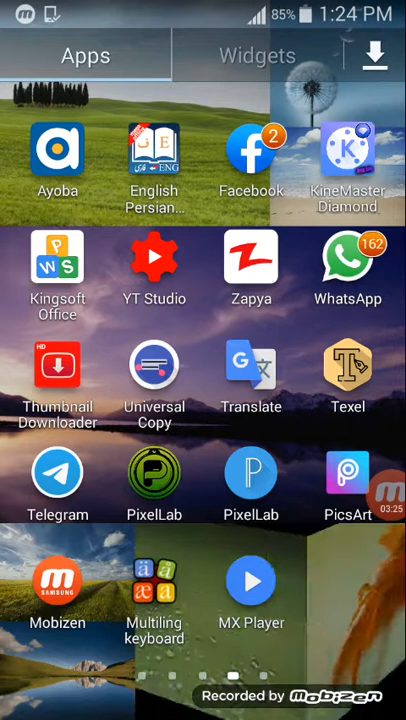 85% 1:24 PM
Apps Widgets
Ayoba
English
Persian...
Facebook
2
KineMaster
Diamond
Kingsoft
Office
YT Studio
Zapya
WhatsApp
162
HD
Thumbnail
Downloader
Universal
Copy
Translate
Texel
Telegram
PixelLab
PixelLab
PicsArt
03:25
SAMSUNG
Mobizen
Multiling
keyboard
MX Player
Recorded by mobizen